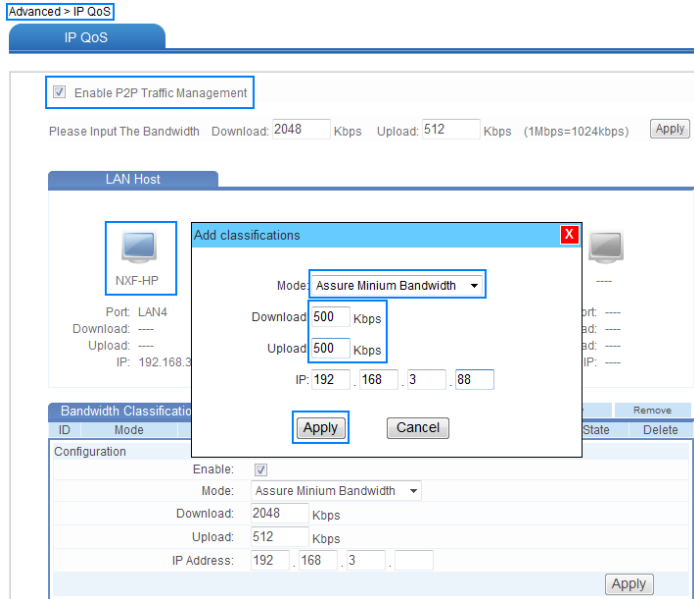 Advanced > IP QoS
IP QoS
Enable P2P Traffic Management
Please Input The Bandwidth Download: 2048 Kbps Upload: 512 Kbps (1Mbps=1024kbps) Apply
LAN Host
Add classifications X
NXF-HP
----
Mode: Assure Minium Bandwidth
Port: LAN4
Download: ----
Upload: ----
IP: 192.168.3
Download: 500 Kbps
Upload: 500 Kbps
IP: 192 . 168 . 3 . 88
Apply Cancel
ort: ----
ad: ----
ad: ----
IP: ----
Bandwidth Classificatio Remove
ID Mode State Delete
Configuration
Enable:
Mode: Assure Minium Bandwidth
Download: 2048 Kbps
Upload: 512 Kbps
IP Address: 192 . 168 . 3 .
Apply